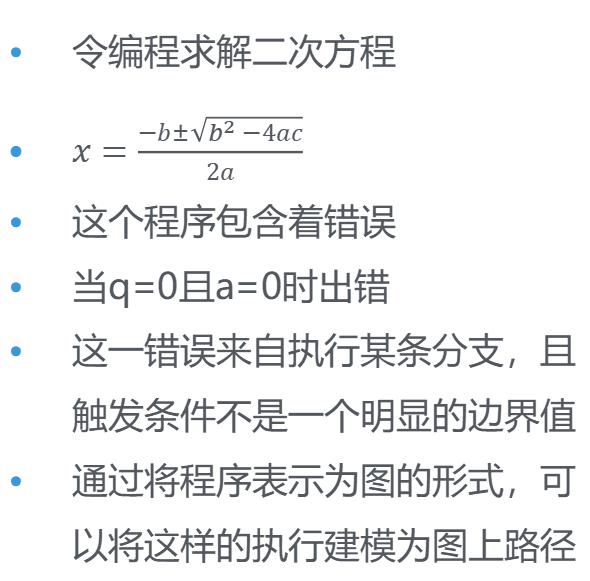 • 令编程求解二次方程
• x = \frac{-b±\sqrt{b² -4ac}}{2a}
• 这个程序包含着错误
• 当q=0且a=0时出错
• 这一错误来自执行某条分支，且
触发条件不是一个明显的边界值
• 通过将程序表示为图的形式，可
以将这样的执行建模为图上路径